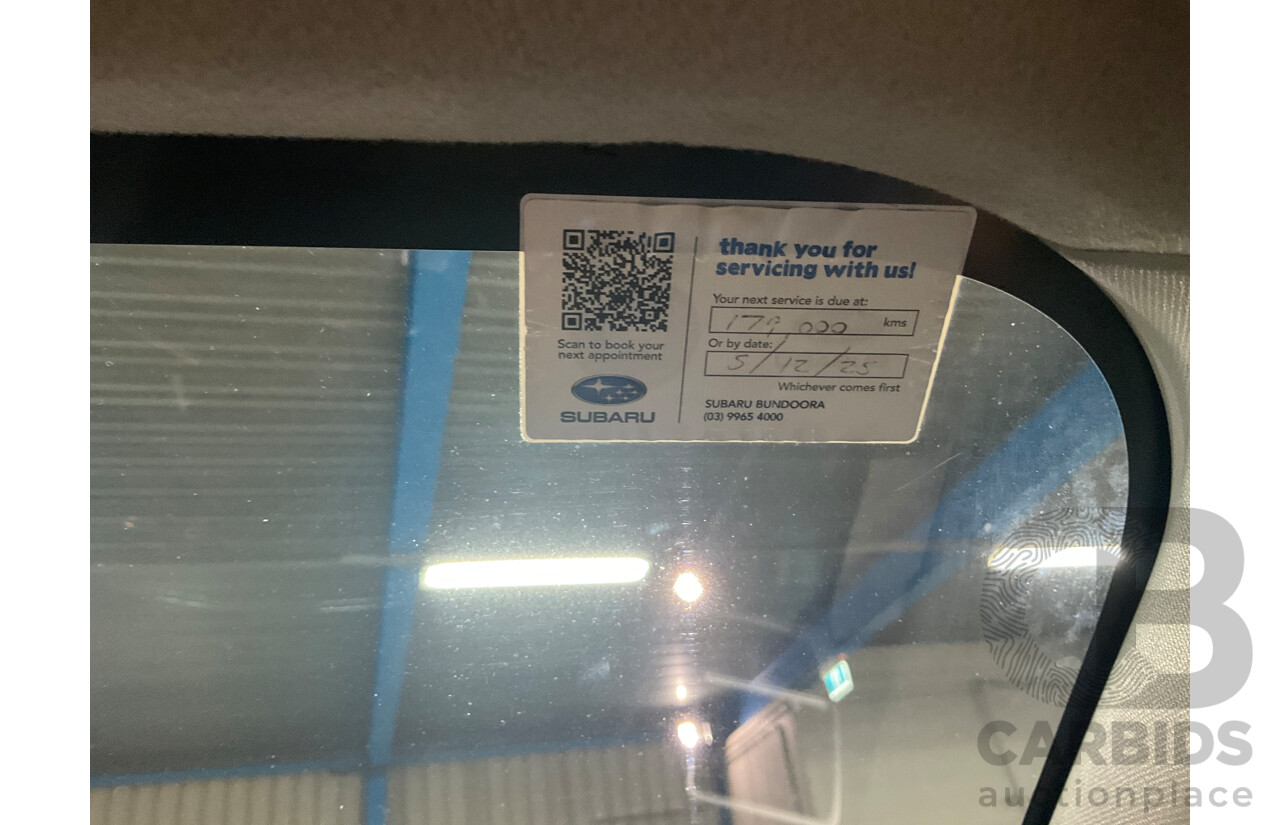 thank you for
servicing with us!
Your next service is due at:
179,000 kms
Or by date:
5/12/25
Whichever comes first
SUBARU BUNDOORA
(03) 9965 4000
Scan to book your
next appointment
SUBARU
CARBIDS
auctionplace